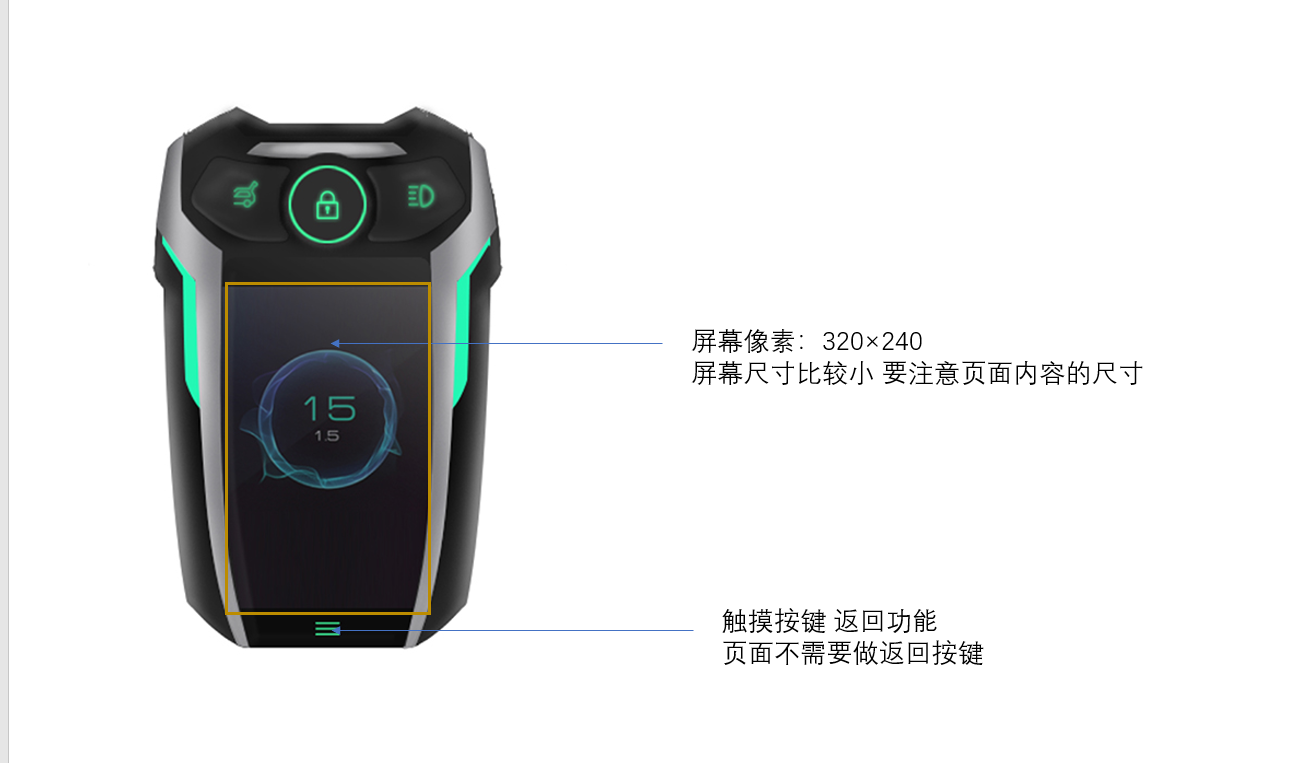 15
1.5
屏幕像素：320×240
屏幕尺寸比较小 要注意页面内容的尺寸
触摸按键 返回功能
页面不需要做返回按键